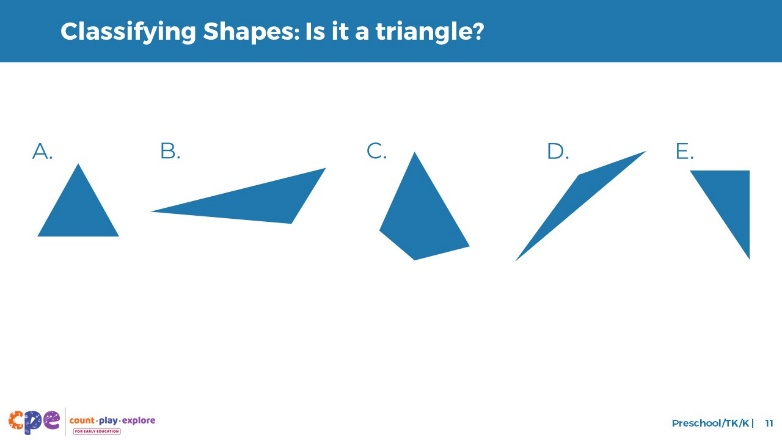 Classifying Shapes: Is it a triangle?
A.
B.
C.
D.
E.
cpe
count·play·explore
FOR EARLY EDUCATION
Preschool/TK/K | 11